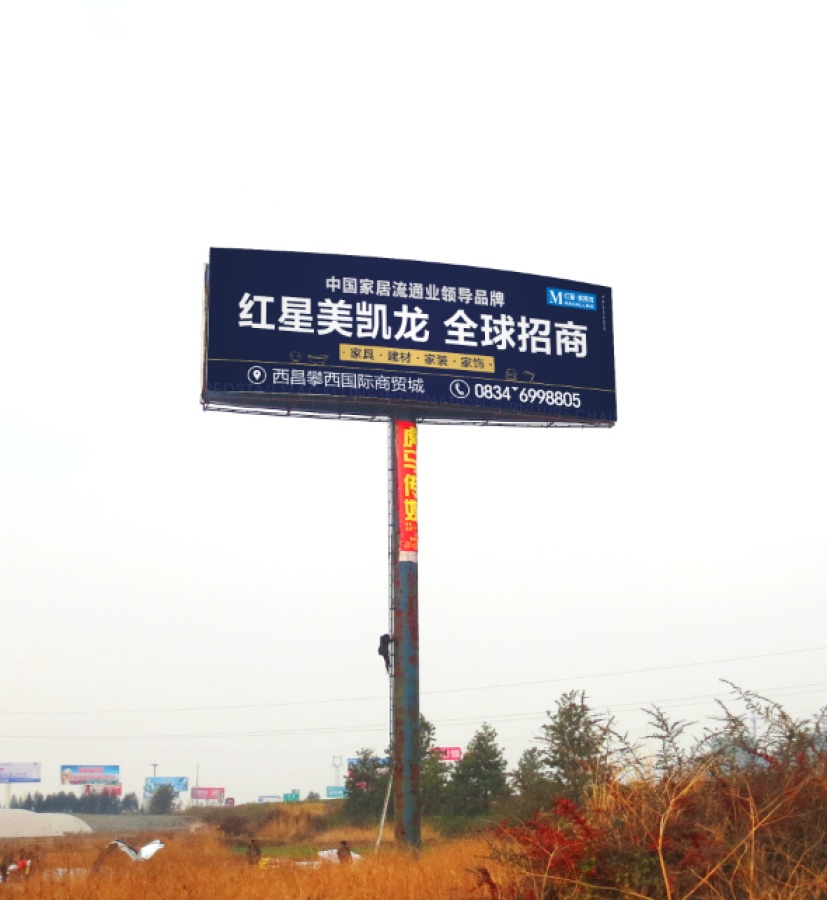 中国家居流通业领导品牌
红星美凯龙 全球招商
·家具·建材·家装·家饰·
西昌攀西国际商贸城
0834-6998805